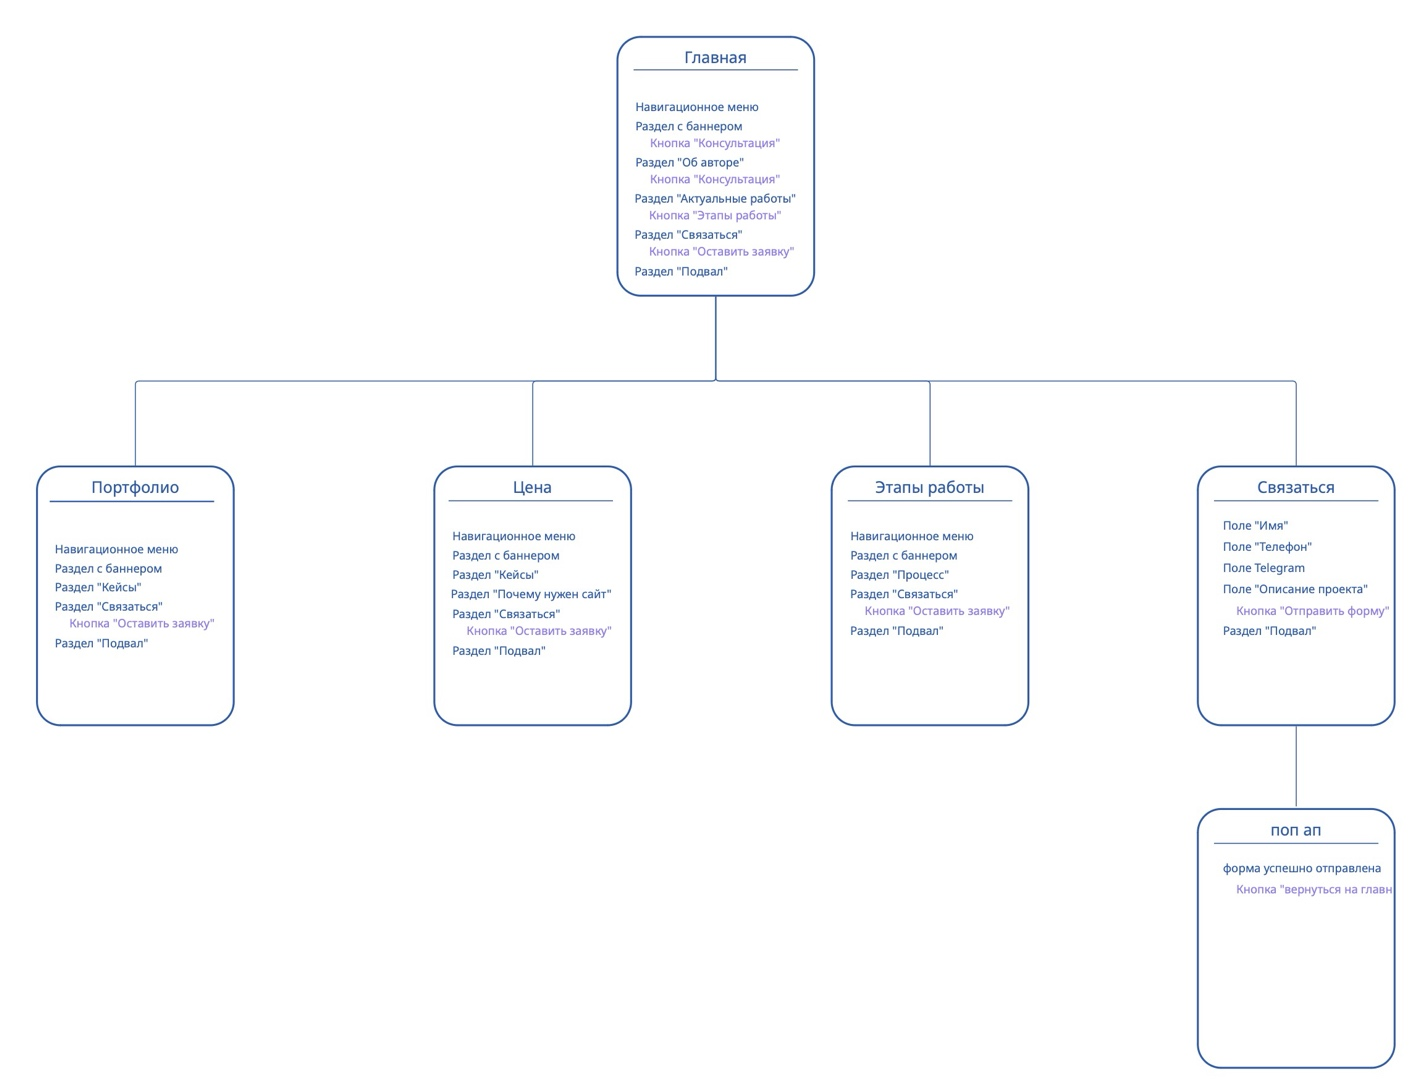 Главная
Навигационное меню
Раздел с баннером
Кнопка "Консультация"
Раздел "Об авторе"
Кнопка "Консультация"
Раздел "Актуальные работы"
Кнопка "Этапы работы"
Раздел "Связаться"
Кнопка "Оставить заявку"
Раздел "Подвал"
Портфолио
Навигационное меню
Раздел с баннером
Раздел "Кейсы"
Раздел "Связаться"
Кнопка "Оставить заявку"
Раздел "Подвал"
Цена
Навигационное меню
Раздел с баннером
Раздел "Кейсы"
Раздел "Почему нужен сайт"
Раздел "Связаться"
Кнопка "Оставить заявку"
Раздел "Подвал"
Этапы работы
Навигационное меню
Раздел с баннером
Раздел "Процесс"
Раздел "Связаться"
Кнопка "Оставить заявку"
Раздел "Подвал"
Связаться
Поле "Имя"
Поле "Телефон"
Поле Telegram
Поле "Описание проекта"
Кнопка "Отправить форму"
Раздел "Подвал"
поп ап
форма успешно отправлена
Кнопка "вернуться на главн